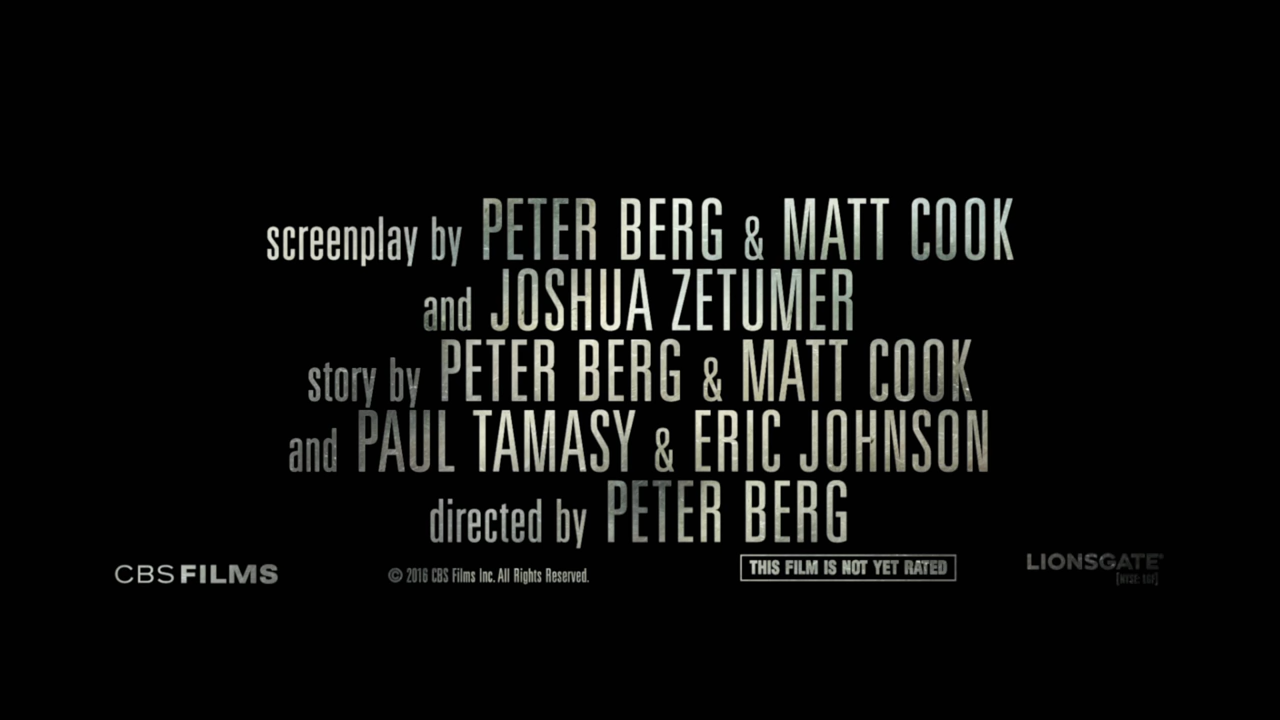 screenplay by PETER BERG & MATT COOK
and JOSHUA ZETUMER
story by PETER BERG & MATT COOK
and PAUL TAMASY & ERIC JOHNSON
directed by PETER BERG
CBS FILMS
© 2016 CBS Films Inc. All Rights Reserved.
THIS FILM IS NOT YET RATED
LIONSGATE
[NYSE: LGF]